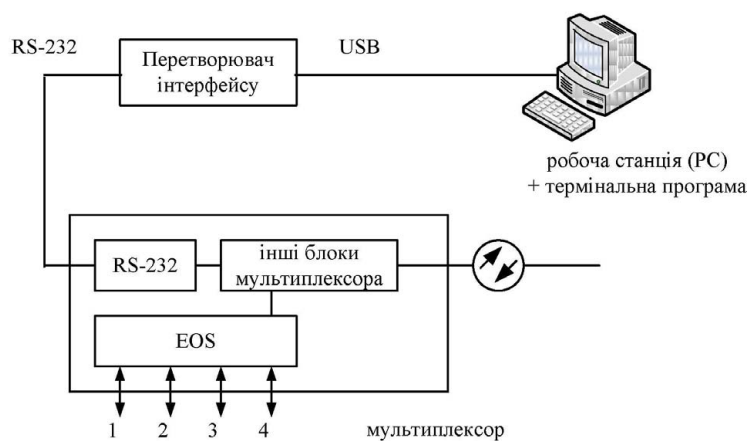 RS-232
Перетворювач
інтерфейсу
USB
робоча станція (РС)
+ термінальна програма
RS-232
інші блоки
мультиплексора
EOS
1 2 3 4
мультиплексор